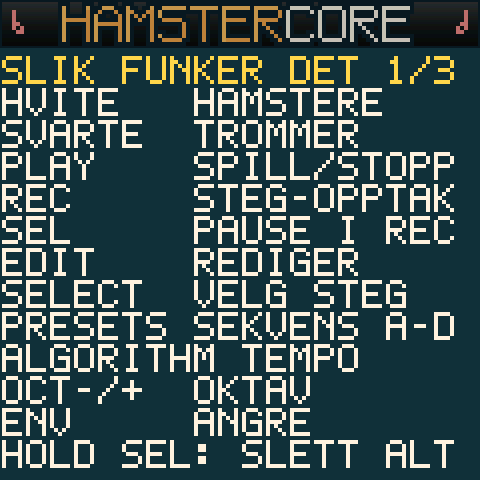 HAMSTERCORE
SLIK FUNKER DET 1/3
HVITE HAMSTERE
SVARTE TROMMER
PLAY SPILL/STOPP
REC STEG-OPPTAK
SEL PAUSE I REC
EDIT REDIGER
SELECT VELG STEG
PRESETS SEKVENS A-D
ALGORITHM TEMPO
OCT-/+ OKTAV
ENV ANGRE
HOLD SEL: SLETT ALT